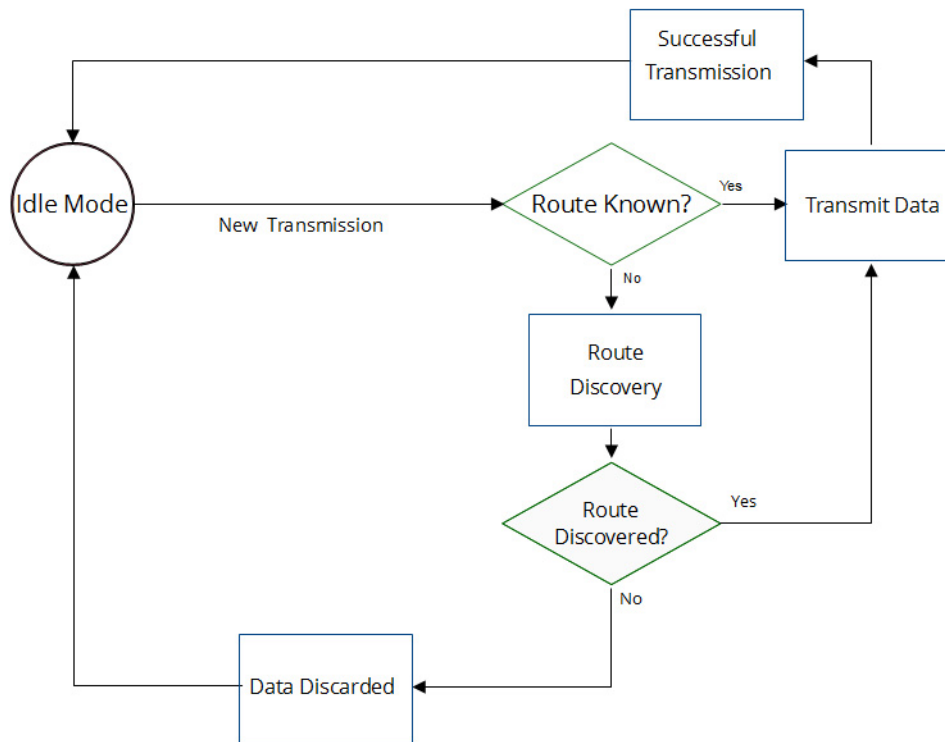 Successful
Transmission
Idle Mode
New Transmission
Route Known?
Yes
Transmit Data
No
Route
Discovery
Route
Discovered?
Yes
No
Data Discarded